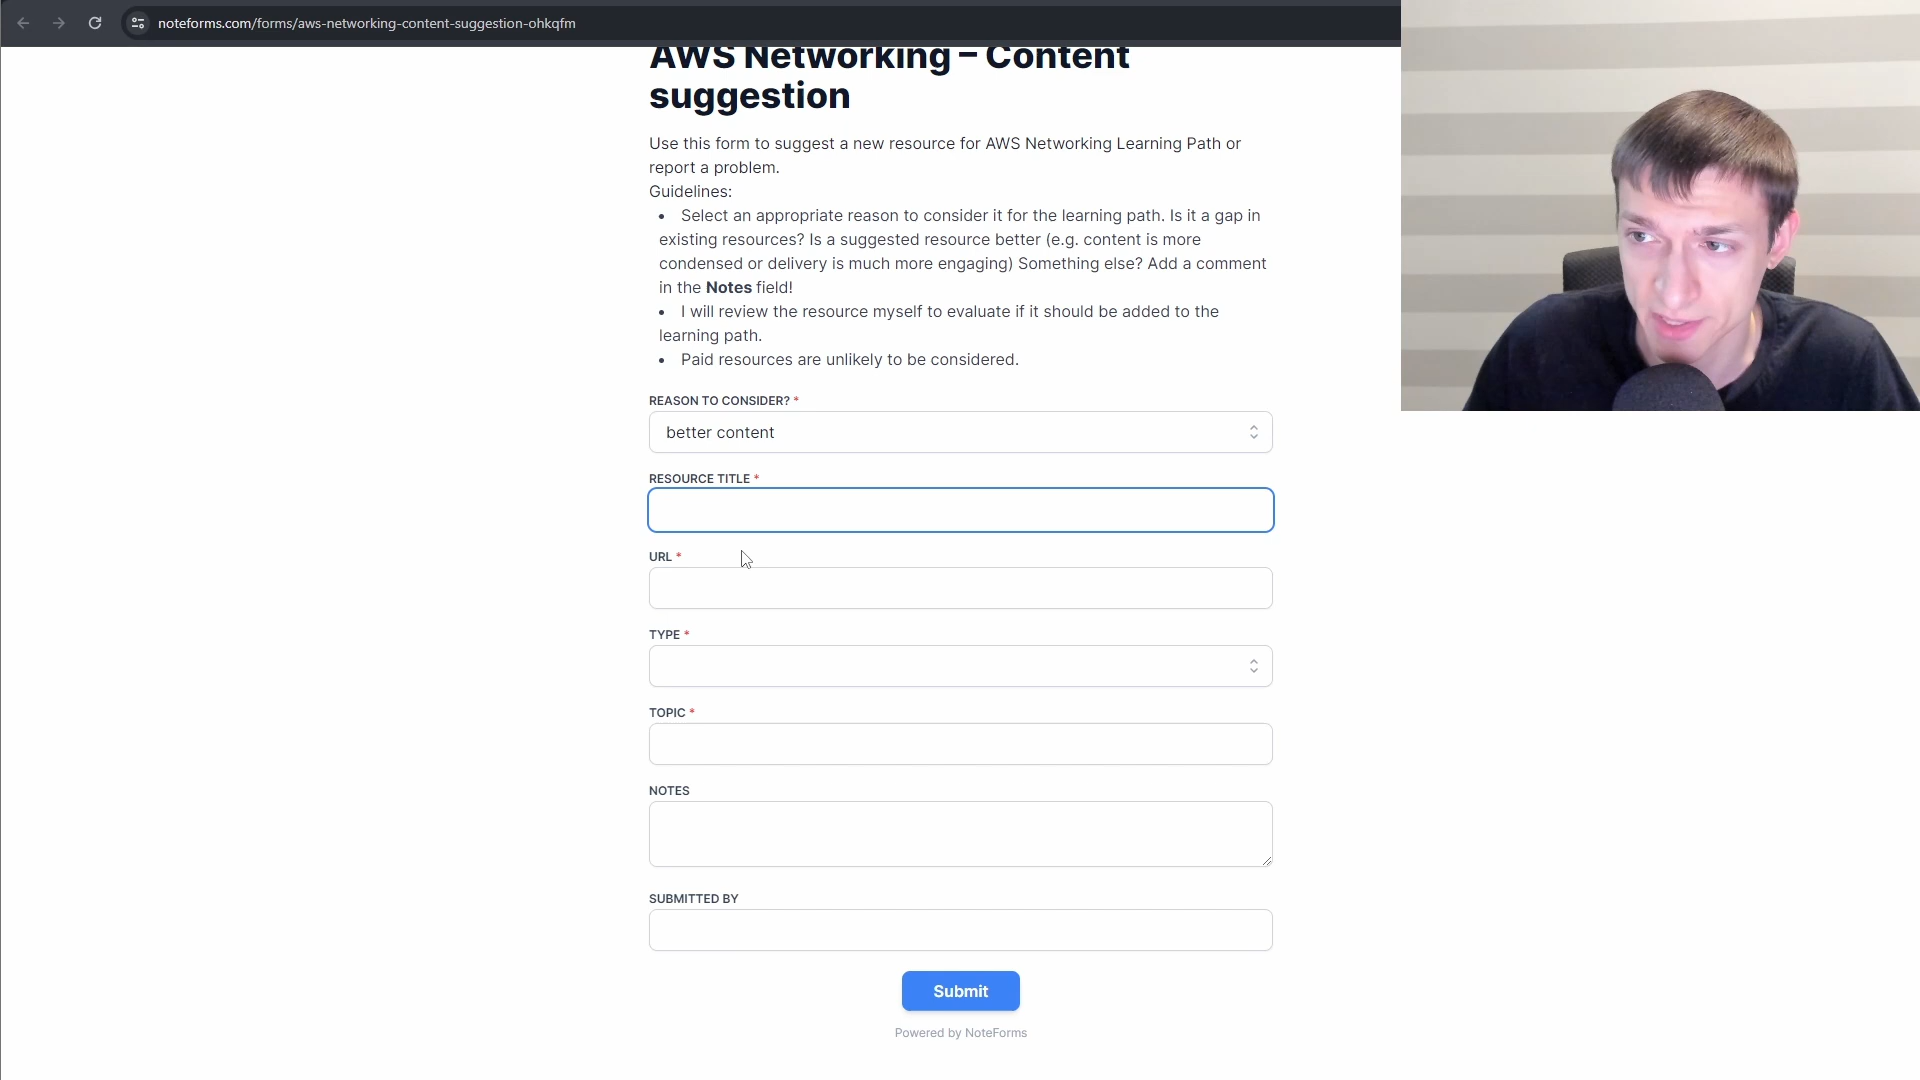 noteforms.com/forms/aws-networking-content-suggestion-ohkqfm
AWS Networking – Content
suggestion
Use this form to suggest a new resource for AWS Networking Learning Path or
report a problem.
Guidelines:
• Select an appropriate reason to consider it for the learning path. Is it a gap in
existing resources? Is a suggested resource better (e.g. content is more
condensed or delivery is much more engaging) Something else? Add a comment
in the Notes field!
• I will review the resource myself to evaluate if it should be added to the
learning path.
• Paid resources are unlikely to be considered.
REASON TO CONSIDER? *
better content
RESOURCE TITLE *
URL *
TYPE *
TOPIC *
NOTES
SUBMITTED BY
Submit
Powered by NoteForms